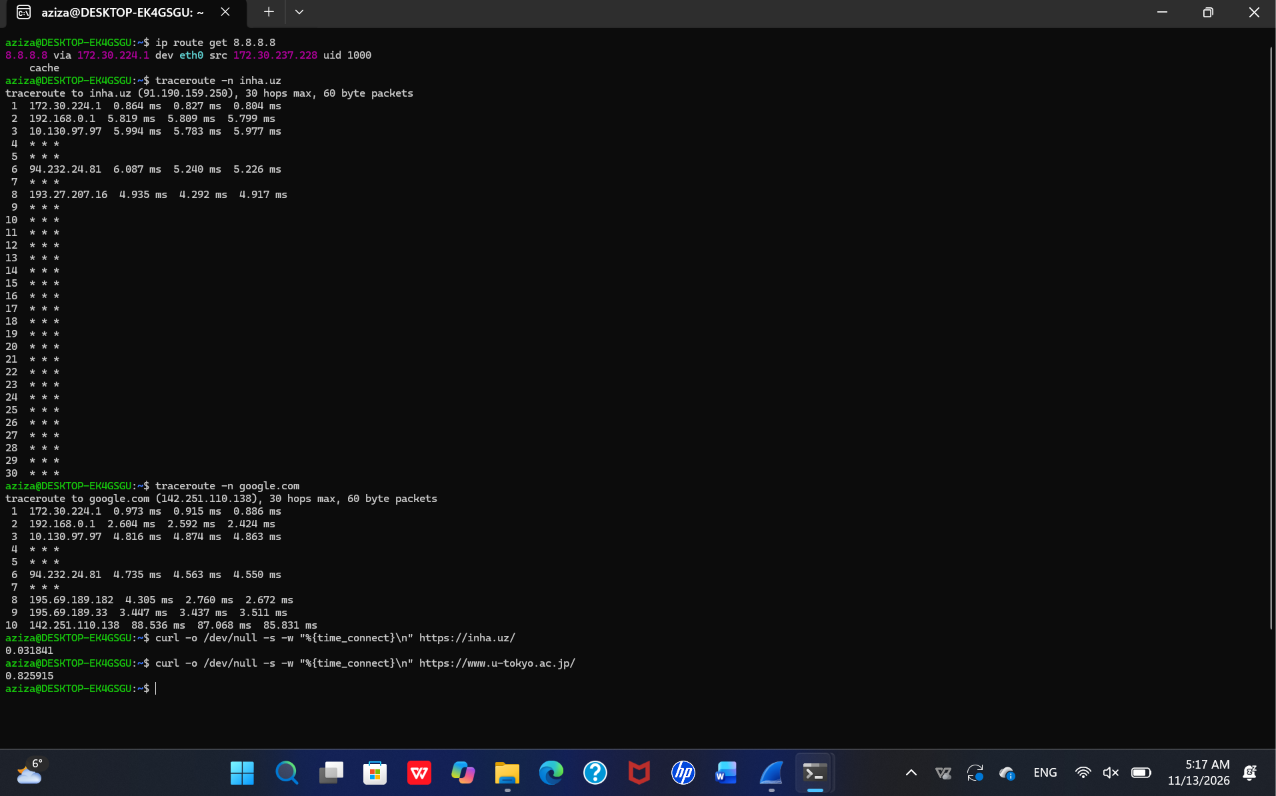 aziza@DESKTOP-EK4GSGU: ~
aziza@DESKTOP-EK4GSGU:~$ ip route get 8.8.8.8
8.8.8.8 via 172.30.224.1 dev eth0 src 172.30.237.228 uid 1000
    cache
aziza@DESKTOP-EK4GSGU:~$ traceroute -n inha.uz
traceroute to inha.uz (91.190.159.250), 30 hops max, 60 byte packets
 1  172.30.224.1  0.864 ms  0.827 ms  0.804 ms
 2  192.168.0.1  5.819 ms  5.809 ms  5.799 ms
 3  10.130.97.97  5.994 ms  5.783 ms  5.977 ms
 4  * * *
 5  * * *
 6  94.232.24.81  6.087 ms  5.240 ms  5.226 ms
 7  * * *
 8  193.27.207.16  4.935 ms  4.292 ms  4.917 ms
 9  * * *
10  * * *
11  * * *
12  * * *
13  * * *
14  * * *
15  * * *
16  * * *
17  * * *
18  * * *
19  * * *
20  * * *
21  * * *
22  * * *
23  * * *
24  * * *
25  * * *
26  * * *
27  * * *
28  * * *
29  * * *
30  * * *
aziza@DESKTOP-EK4GSGU:~$ traceroute -n google.com
traceroute to google.com (142.251.110.138), 30 hops max, 60 byte packets
 1  172.30.224.1  0.973 ms  0.915 ms  0.886 ms
 2  192.168.0.1  2.604 ms  2.592 ms  2.424 ms
 3  10.130.97.97  4.816 ms  4.874 ms  4.863 ms
 4  * * *
 5  * * *
 6  94.232.24.81  4.735 ms  4.563 ms  4.550 ms
 7  * * *
 8  195.69.189.182  4.305 ms  2.760 ms  2.672 ms
 9  195.69.189.33  3.447 ms  3.437 ms  3.511 ms
10  142.251.110.138  88.536 ms  87.068 ms  85.831 ms
aziza@DESKTOP-EK4GSGU:~$ curl -o /dev/null -s -w "%{time_connect}\n" https://inha.uz/
0.031841
aziza@DESKTOP-EK4GSGU:~$ curl -o /dev/null -s -w "%{time_connect}\n" https://www.u-tokyo.ac.jp/
0.825915
aziza@DESKTOP-EK4GSGU:~$
6°
ENG
5:17 AM
11/13/2026